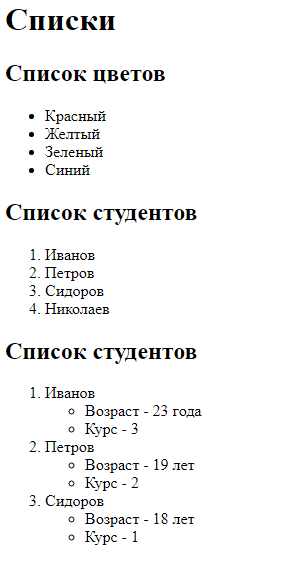 Списки
Список цветов
Красный
Желтый
Зеленый
Синий
Список студентов
1. Иванов
2. Петров
3. Сидоров
4. Николаев
Список студентов
1. Иванов
Возраст - 23 года
Курс - 3
2. Петров
Возраст - 19 лет
Курс - 2
3. Сидоров
Возраст - 18 лет
Курс - 1